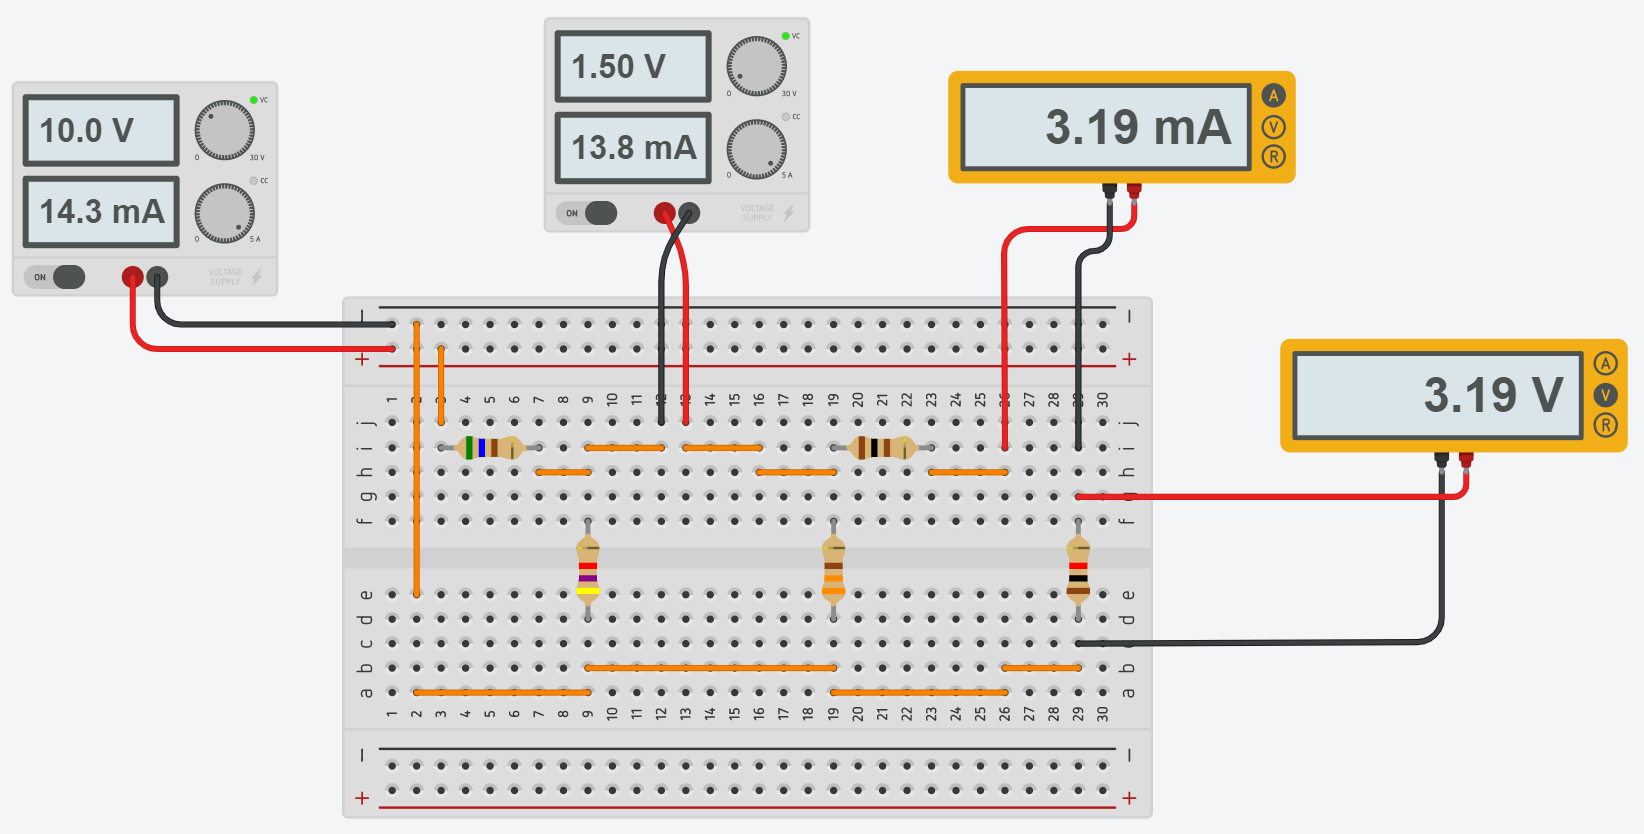 10.0 V
14.3 mA
VC
0
30 V
CC
0
5 A
ON
VOLTAGE
SUPPLY
1.50 V
13.8 mA
VC
0
30 V
CC
0
5 A
ON
VOLTAGE
SUPPLY
3.19 mA
A
V
R
3.19 V
A
V
R
− −
+ +
1 2 3 4 5 6 7 8 9 10 11 12 13 14 15 16 17 18 19 20 21 22 23 24 25 26 27 28 29 30
j j
i i
h h
g g
f f
e e
d d
c c
b b
a a
1 2 3 4 5 6 7 8 9 10 11 12 13 14 15 16 17 18 19 20 21 22 23 24 25 26 27 28 29 30
− −
+ +